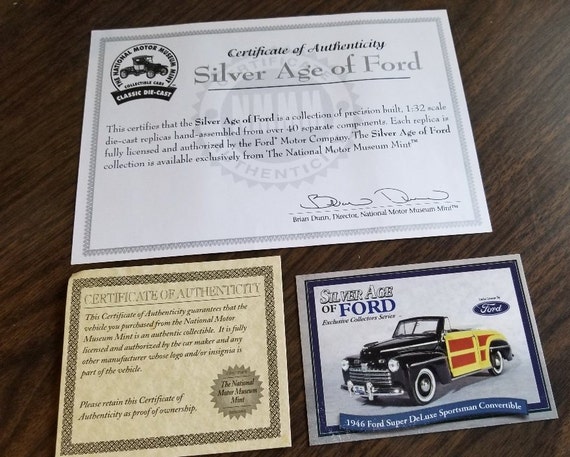 THE NATIONAL MOTOR MUSEUM MINT
COLLECTIBLE CARS
CLASSIC DIE-CAST
Certificate of Authenticity
Silver Age of Ford
This certifies that the Silver Age of Ford is a collection of precision built, 1:32 scale
die-cast replicas hand-assembled from over 40 separate components. Each replica is
fully licensed and authorized by the Ford® Motor Company. The Silver Age of Ford
collection is available exclusively from The National Motor Museum Mint™
Brian Dunn, Director, National Motor Museum Mint™
CERTIFICATE OF AUTHENTICITY
This Certificate of Authenticity guarantees that the
vehicle you purchased from the National Motor
Museum Mint is an authentic collectible. It is fully
licensed and authorized by the car maker and any
other manufacturer whose logo and/or insignia is
part of the vehicle.
Please retain this Certificate of
Authenticity as proof of ownership.
The National
Motor Museum
Mint
SILVER AGE
OF FORD
Exclusive Collectors Series
Ford
1946 Ford Super DeLuxe Sportsman Convertible